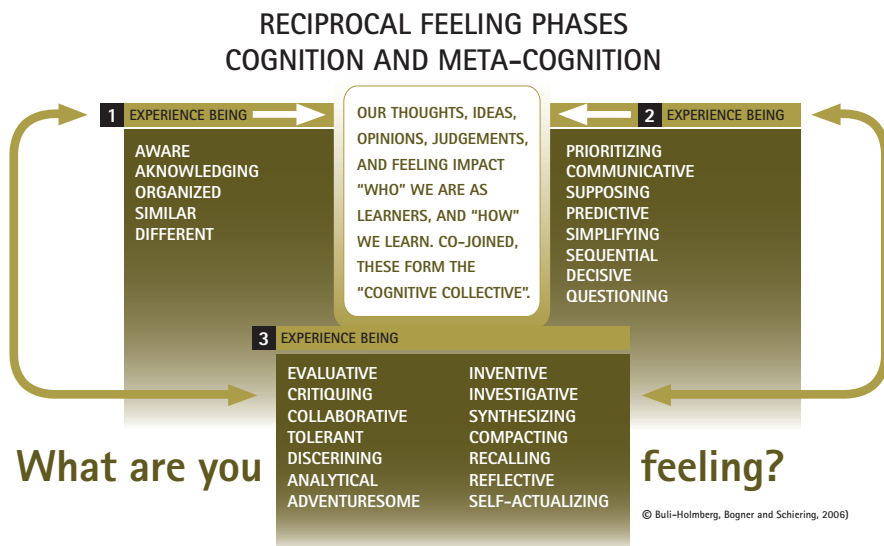 RECIPROCAL FEELING PHASES
COGNITION AND META-COGNITION
1 EXPERIENCE BEING
AWARE
AKNOWLEDGING
ORGANIZED
SIMILAR
DIFFERENT
OUR THOUGHTS, IDEAS,
OPINIONS, JUDGEMENTS,
AND FEELING IMPACT
"WHO" WE ARE AS
LEARNERS, AND "HOW"
WE LEARN. CO-JOINED,
THESE FORM THE
"COGNITIVE COLLECTIVE".
2 EXPERIENCE BEING
PRIORITIZING
COMMUNICATIVE
SUPPOSING
PREDICTIVE
SIMPLIFYING
SEQUENTIAL
DECISIVE
QUESTIONING
3 EXPERIENCE BEING
EVALUATIVE
CRITIQUING
COLLABORATIVE
TOLERANT
DISCERINING
ANALYTICAL
ADVENTURESOME
INVENTIVE
INVESTIGATIVE
SYNTHESIZING
COMPACTING
RECALLING
REFLECTIVE
SELF-ACTUALIZING
What are you feeling?
© Buli-Holmberg, Bogner and Schiering, 2006)